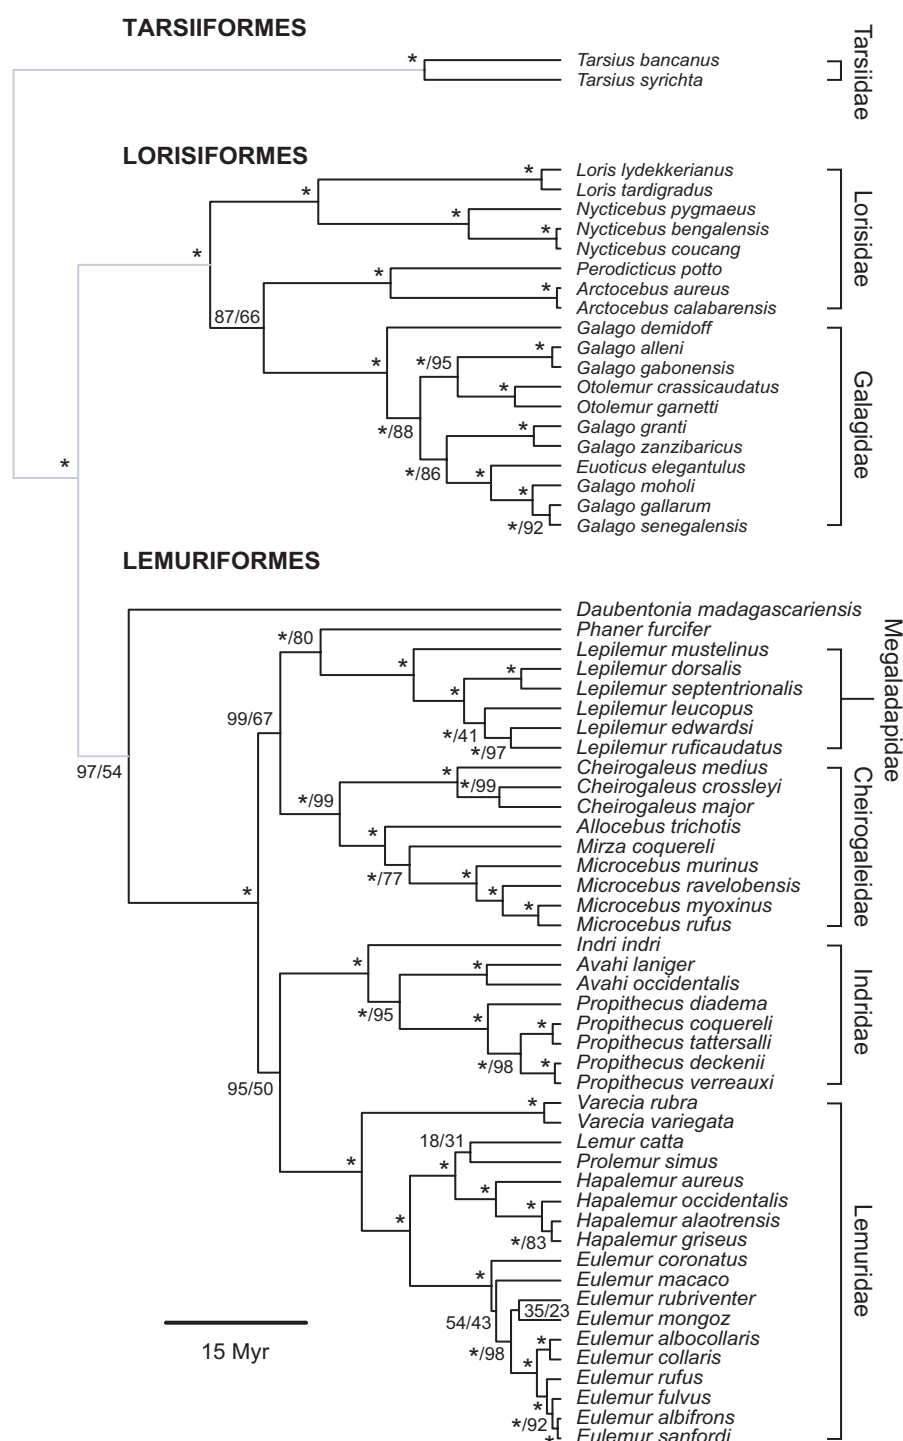 TARSIIFORMES
*
Tarsius bancanus
Tarsius syrichta
Tarsiidae
LORISIFORMES
*
Loris lydekkerianus
*
Loris tardigradus
*
Nycticebus pygmaeus
*
Nycticebus bengalensis
*
Nycticebus coucang
*
Perodicticus potto
*
Arctocebus aureus
Arctocebus calabarensis
Lorisidae
87/66
Galago demidoff
*
Galago alleni
*
*/95
Galago gabonensis
*
Otolemur crassicaudatus
Otolemur garnetti
*/88
*
Galago granti
Galago zanzibaricus
*/86
*
Euoticus elegantulus
*
Galago moholi
Galago gallarum
*/92
Galago senegalensis
Galagidae
*
LEMURIFORMES
Daubentonia madagascariensis
*/80
Phaner furcifer
*
Lepilemur mustelinus
*
Lepilemur dorsalis
*
Lepilemur septentrionalis
Lepilemur leucopus
*/41
Lepilemur edwardsi
*/97
Lepilemur ruficaudatus
Megaladapidae
99/67
97/54
*
Cheirogaleus medius
*/99
Cheirogaleus crossleyi
*/99
Cheirogaleus major
*
Allocebus trichotis
Mirza coquereli
*/77
*
Microcebus murinus
*
Microcebus ravelobensis
*
Microcebus myoxinus
Microcebus rufus
Cheirogaleidae
*
*
Indri indri
*
Avahi laniger
Avahi occidentalis
*/95
*
Propithecus diadema
*
Propithecus coquereli
Propithecus tattersalli
*/98
*
Propithecus deckenii
Propithecus verreauxi
Indridae
95/50
*
Varecia rubra
Varecia variegata
18/31
Lemur catta
*
*
Prolemur simus
*
Hapalemur aureus
*
Hapalemur occidentalis
*
Hapalemur alaotrensis
*/83
Hapalemur griseus
*
Eulemur coronatus
Eulemur macaco
Eulemur rubriventer
35/23
54/43
Eulemur mongoz
*
Eulemur albocollaris
*/98
*
Eulemur collaris
Eulemur rufus
*
Eulemur fulvus
*/92
Eulemur albifrons
*
Eulemur sanfordi
Lemuridae
15 Myr